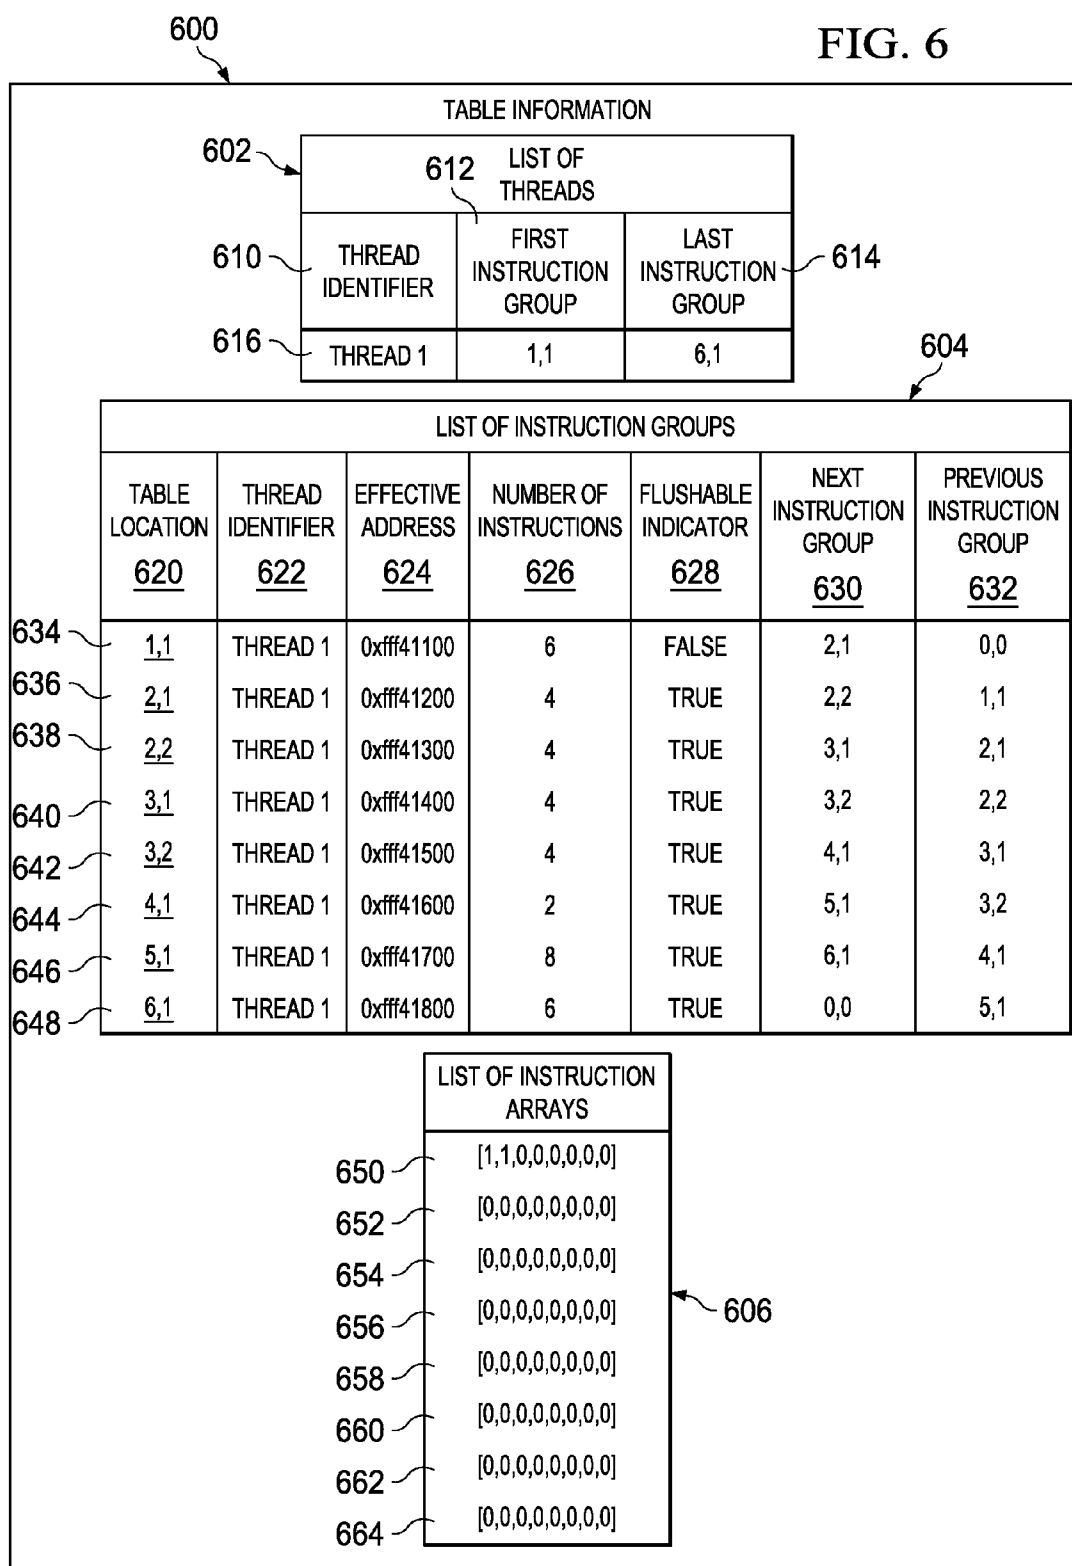 600
FIG. 6
TABLE INFORMATION
602
LIST OF
THREADS
612
610
THREAD
IDENTIFIER
FIRST
INSTRUCTION
GROUP
LAST
INSTRUCTION
GROUP
614
616
THREAD 1 1,1 6,1
604
LIST OF INSTRUCTION GROUPS
TABLE
LOCATION
620
THREAD
IDENTIFIER
622
EFFECTIVE
ADDRESS
624
NUMBER OF
INSTRUCTIONS
626
FLUSHABLE
INDICATOR
628
NEXT
INSTRUCTION
GROUP
630
PREVIOUS
INSTRUCTION
GROUP
632
634 1,1 THREAD 1 0xfff41100 6 FALSE 2,1 0,0
636 2,1 THREAD 1 0xfff41200 4 TRUE 2,2 1,1
638 2,2 THREAD 1 0xfff41300 4 TRUE 3,1 2,1
640 3,1 THREAD 1 0xfff41400 4 TRUE 3,2 2,2
642 3,2 THREAD 1 0xfff41500 4 TRUE 4,1 3,1
644 4,1 THREAD 1 0xfff41600 2 TRUE 5,1 3,2
646 5,1 THREAD 1 0xfff41700 8 TRUE 6,1 4,1
648 6,1 THREAD 1 0xfff41800 6 TRUE 0,0 5,1
LIST OF INSTRUCTION
ARRAYS
650 [1,1,0,0,0,0,0,0]
652 [0,0,0,0,0,0,0,0]
654 [0,0,0,0,0,0,0,0]
656 [0,0,0,0,0,0,0,0]
606
658 [0,0,0,0,0,0,0,0]
660 [0,0,0,0,0,0,0,0]
662 [0,0,0,0,0,0,0,0]
664 [0,0,0,0,0,0,0,0]